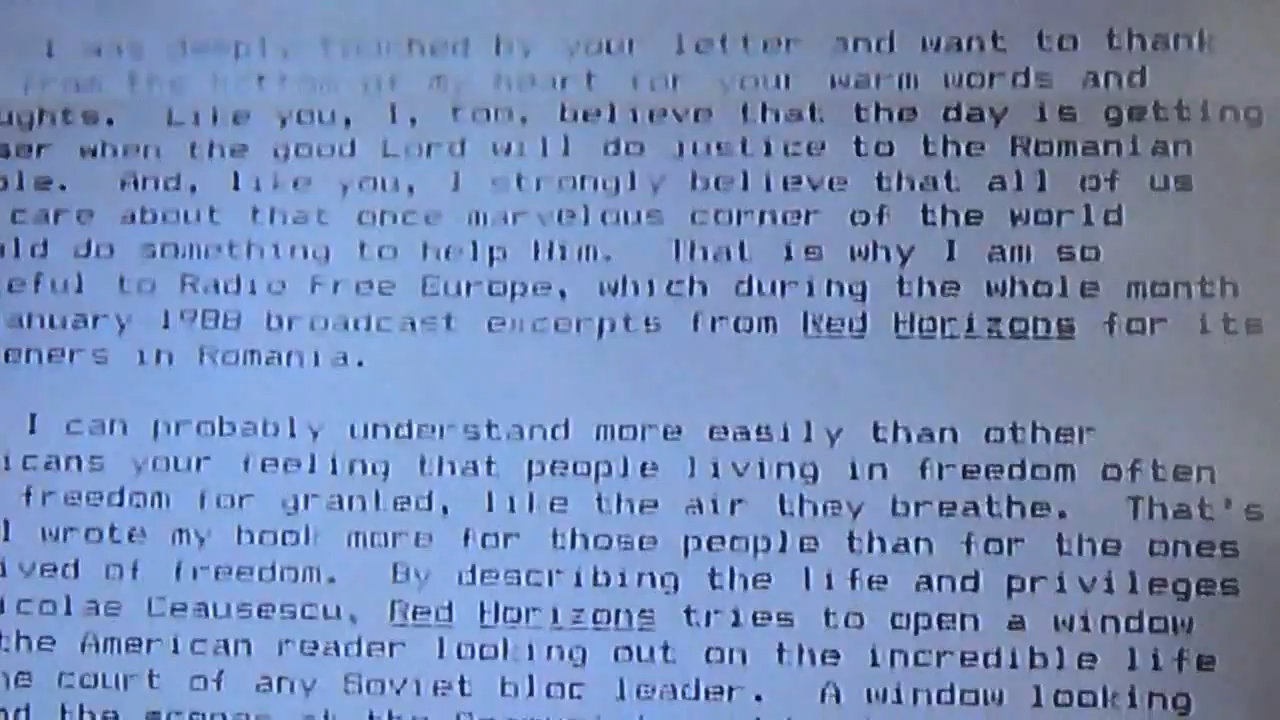 I was deeply touched by your letter and want to thank
from the bottom of my heart for your warm words and
ughts. Like you, I, too, believe that the day is getting
ser when the good Lord will do justice to the Romanian
ple. And, like you, I strongly believe that all of us
care about that once marvelous corner of the world
uld do something to help Him. That is why I am so
eful to Radio Free Europe, which during the whole month
anuary 1988 broadcast excerpts from Red Horizons for its
eners in Romania.
I can probably understand more easily than other
icans your feeling that people living in freedom often
freedom for granted, like the air they breathe. That's
I wrote my book more for those people than for the ones
ived of freedom. By describing the life and privileges
icolae Ceausescu, Red Horizons tries to open a window
the American reader looking out on the incredible life
he court of any Soviet bloc leader. A window looking
the